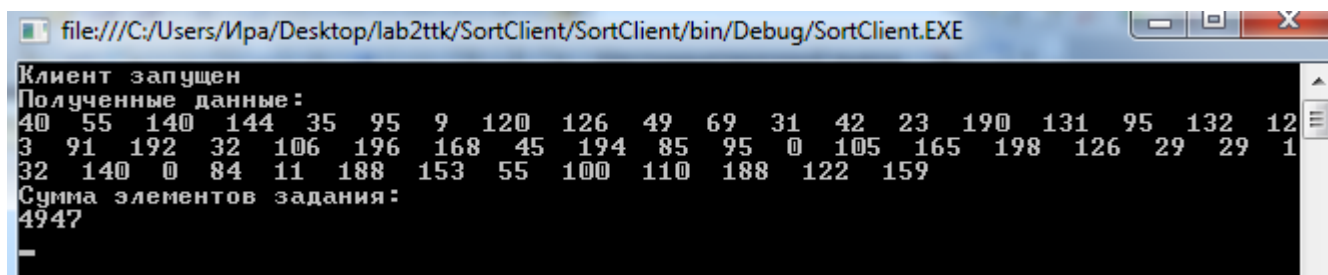 file:///C:/Users/Ира/Desktop/lab2ttk/SortClient/SortClient/bin/Debug/SortClient.EXE
Клиент запущен
Полученные данные:
40 55 140 144 35 95 9 120 126 49 69 31 42 23 190 131 95 132 12
3 91 192 32 106 196 168 45 194 85 95 0 105 165 198 126 29 29 1
32 140 0 84 11 188 153 55 100 110 188 122 159
Сумма элементов задания:
4947